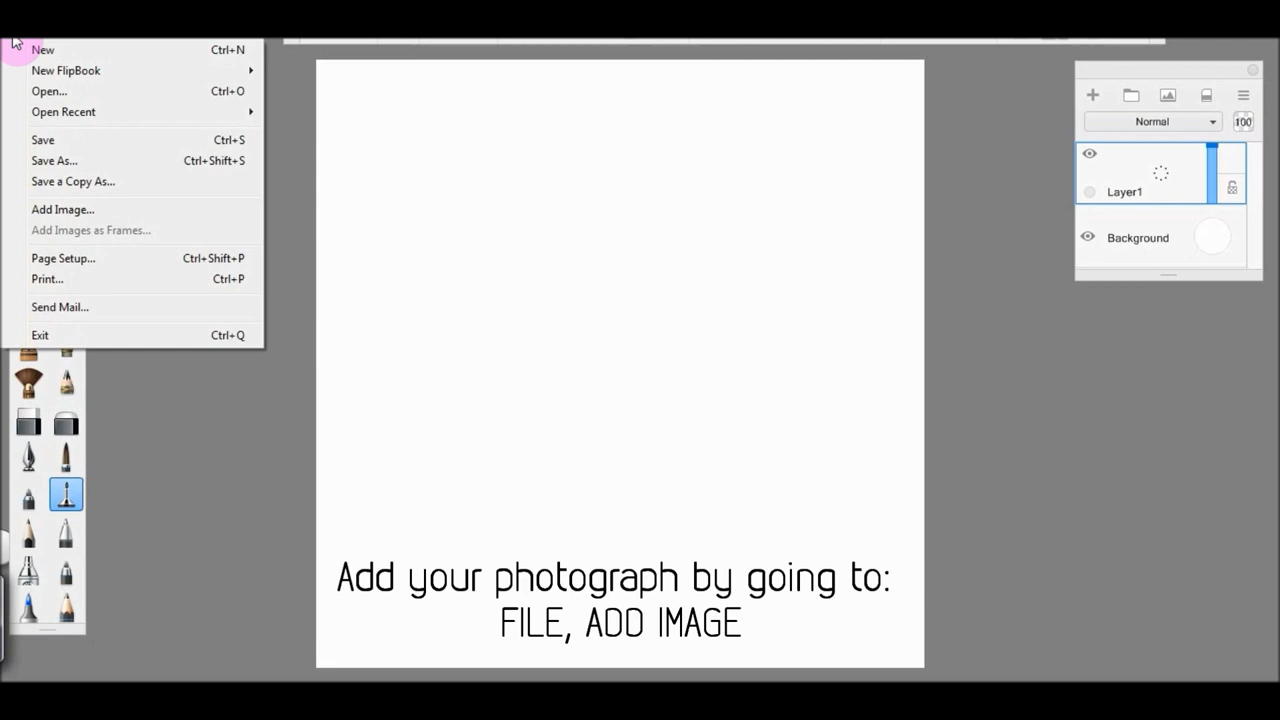 New Ctrl+N
New FlipBook
Open... Ctrl+O
Open Recent
Save Ctrl+S
Save As... Ctrl+Shift+S
Save a Copy As...
Add Image...
Add Images as Frames...
Page Setup... Ctrl+Shift+P
Print... Ctrl+P
Send Mail...
Exit Ctrl+Q
Normal 100
Layer1
Background
Add your photograph by going to:
FILE, ADD IMAGE